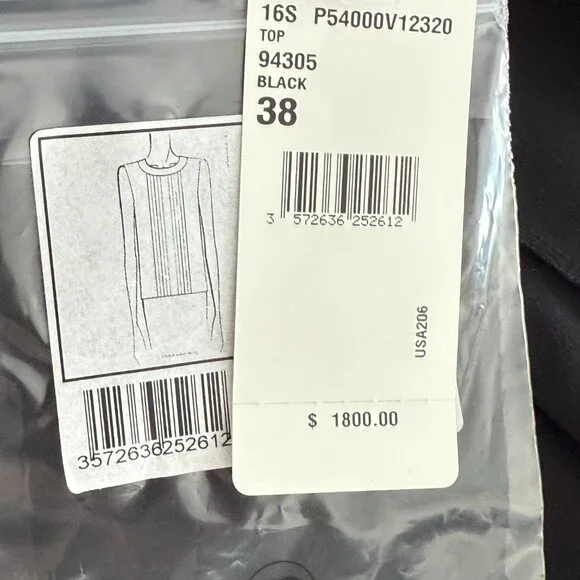 16S P54000V12320
TOP
94305
BLACK
38
3 572636 252612
USA206
$ 1800.00
3572636252612